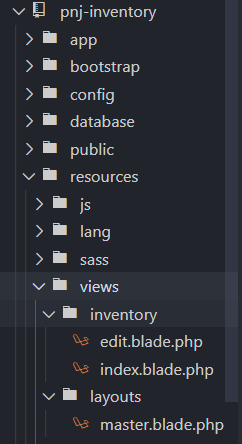 pnj-inventory
app
bootstrap
config
database
public
resources
js
lang
sass
views
inventory
edit.blade.php
index.blade.php
layouts
master.blade.php